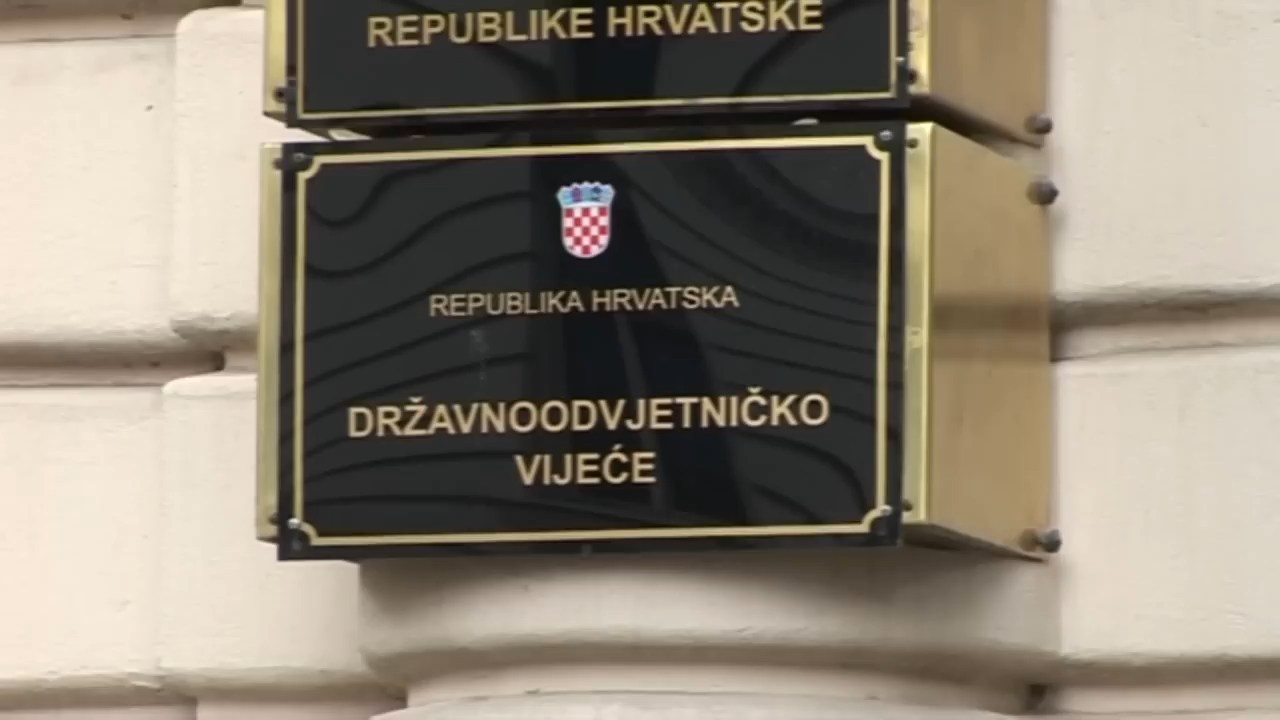 REPUBLIKE HRVATSKE
REPUBLIKA HRVATSKA
DRŽAVNOODVJETNIČKO
VIJEĆE